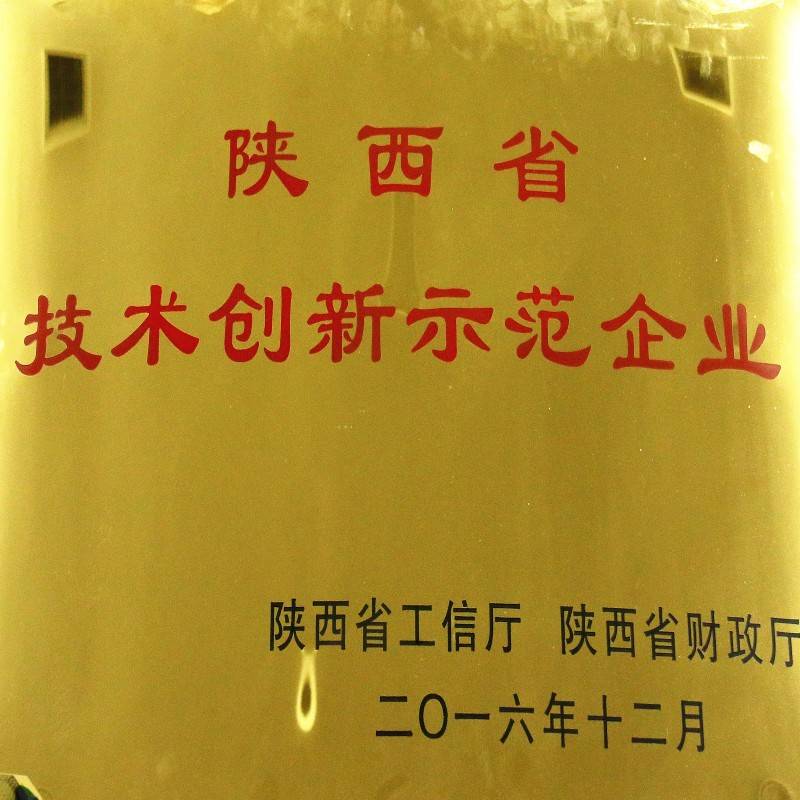 陕西省
技术创新示范企业
陕西省工信厅 陕西省财政厅
二〇一六年十二月